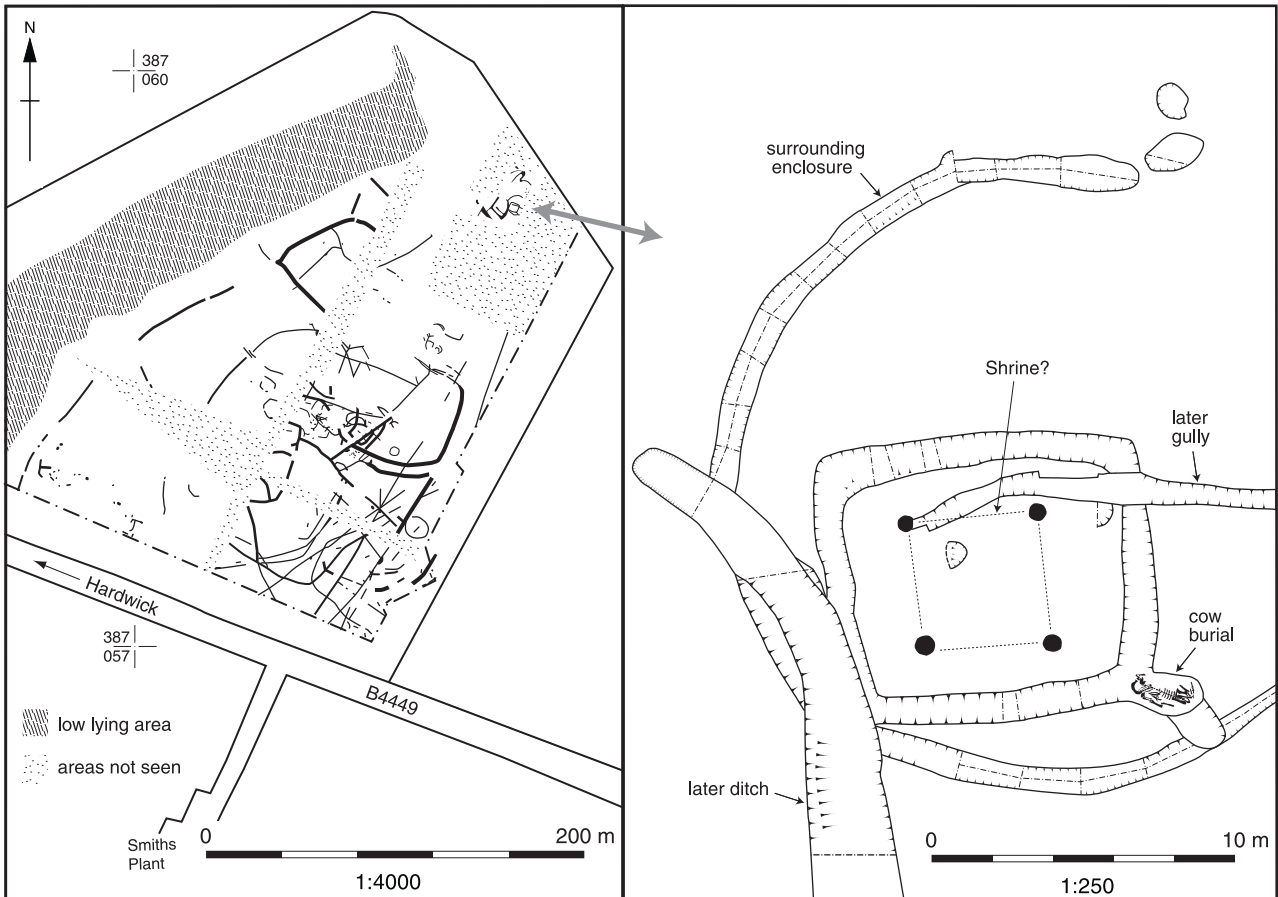 N
387
060
Hardwick
387
057
B4449
low lying area
areas not seen
Smiths
Plant
0
200 m
1:4000
surrounding
enclosure
Shrine?
later
gully
cow
burial
later ditch
0
10 m
1:250